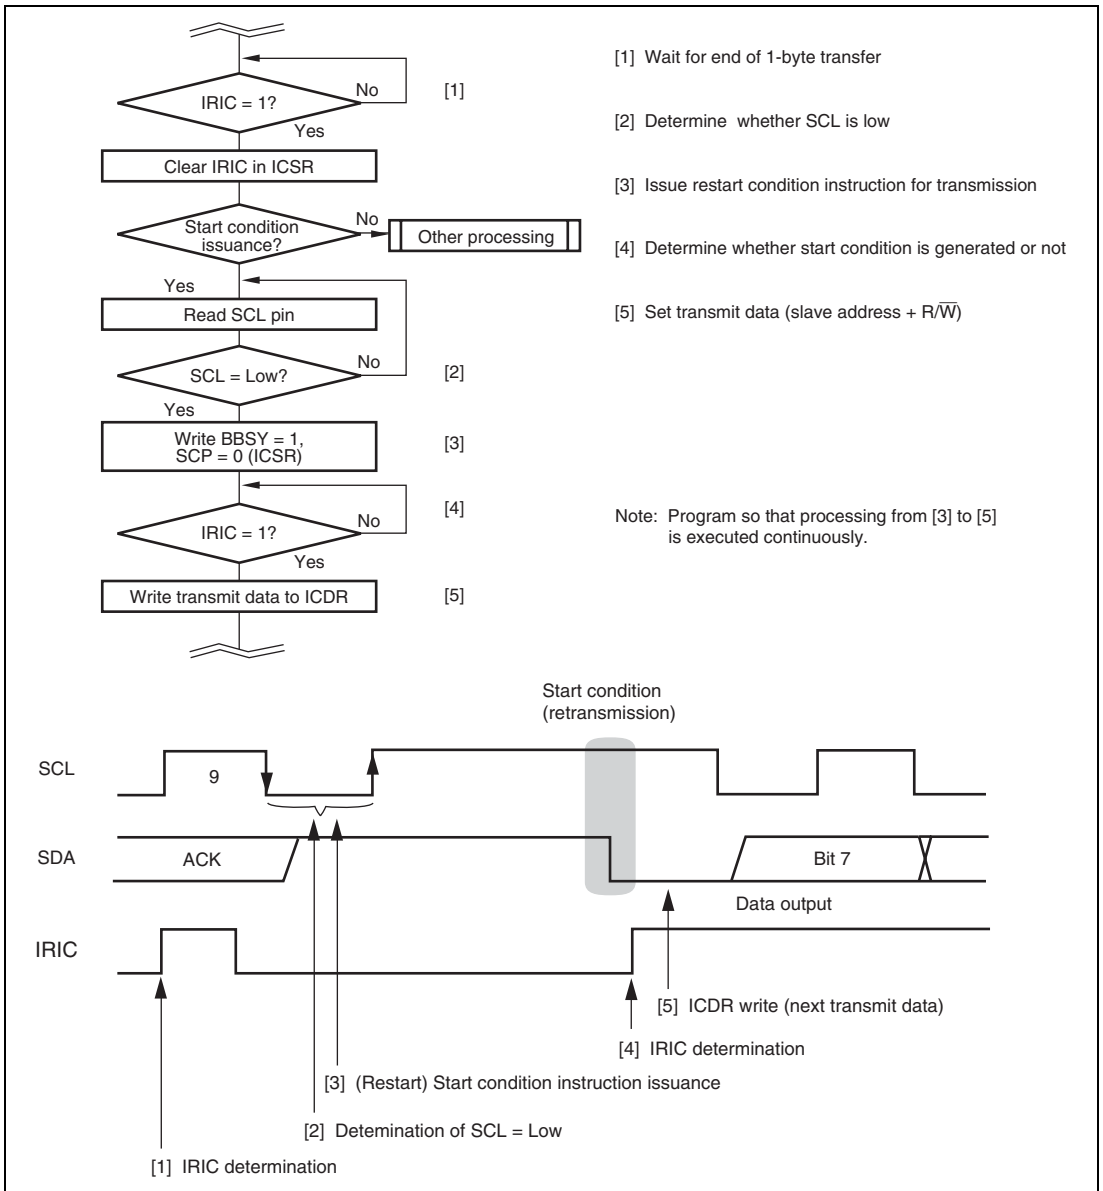 IRIC = 1?
No
[1]
Yes
Clear IRIC in ICSR
Start condition
issuance?
No
Other processing
Yes
Read SCL pin
SCL = Low?
No
[2]
Yes
Write BBSY = 1,
SCP = 0 (ICSR)
[3]
[4]
IRIC = 1?
No
Yes
Write transmit data to ICDR
[5]
[1] Wait for end of 1-byte transfer
[2] Determine whether SCL is low
[3] Issue restart condition instruction for transmission
[4] Determine whether start condition is generated or not
[5] Set transmit data (slave address + R/W̅)
Note: Program so that processing from [3] to [5]
is executed continuously.
Start condition
(retransmission)
SCL
9
SDA
ACK
Bit 7
Data output
IRIC
[5] ICDR write (next transmit data)
[4] IRIC determination
[3] (Restart) Start condition instruction issuance
[2] Detemination of SCL = Low
[1] IRIC determination